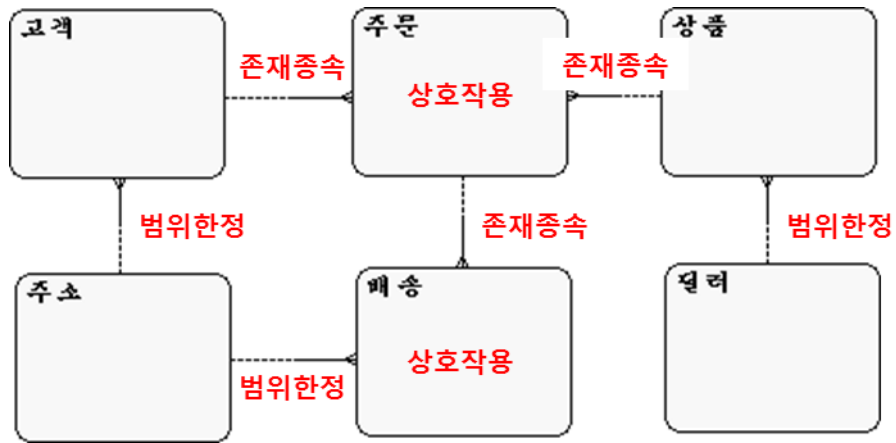 고객
주문
상품
존재종속
존재종속
상호작용
범위한정
존재종속
범위한정
주소
배송
딜러
상호작용
범위한정